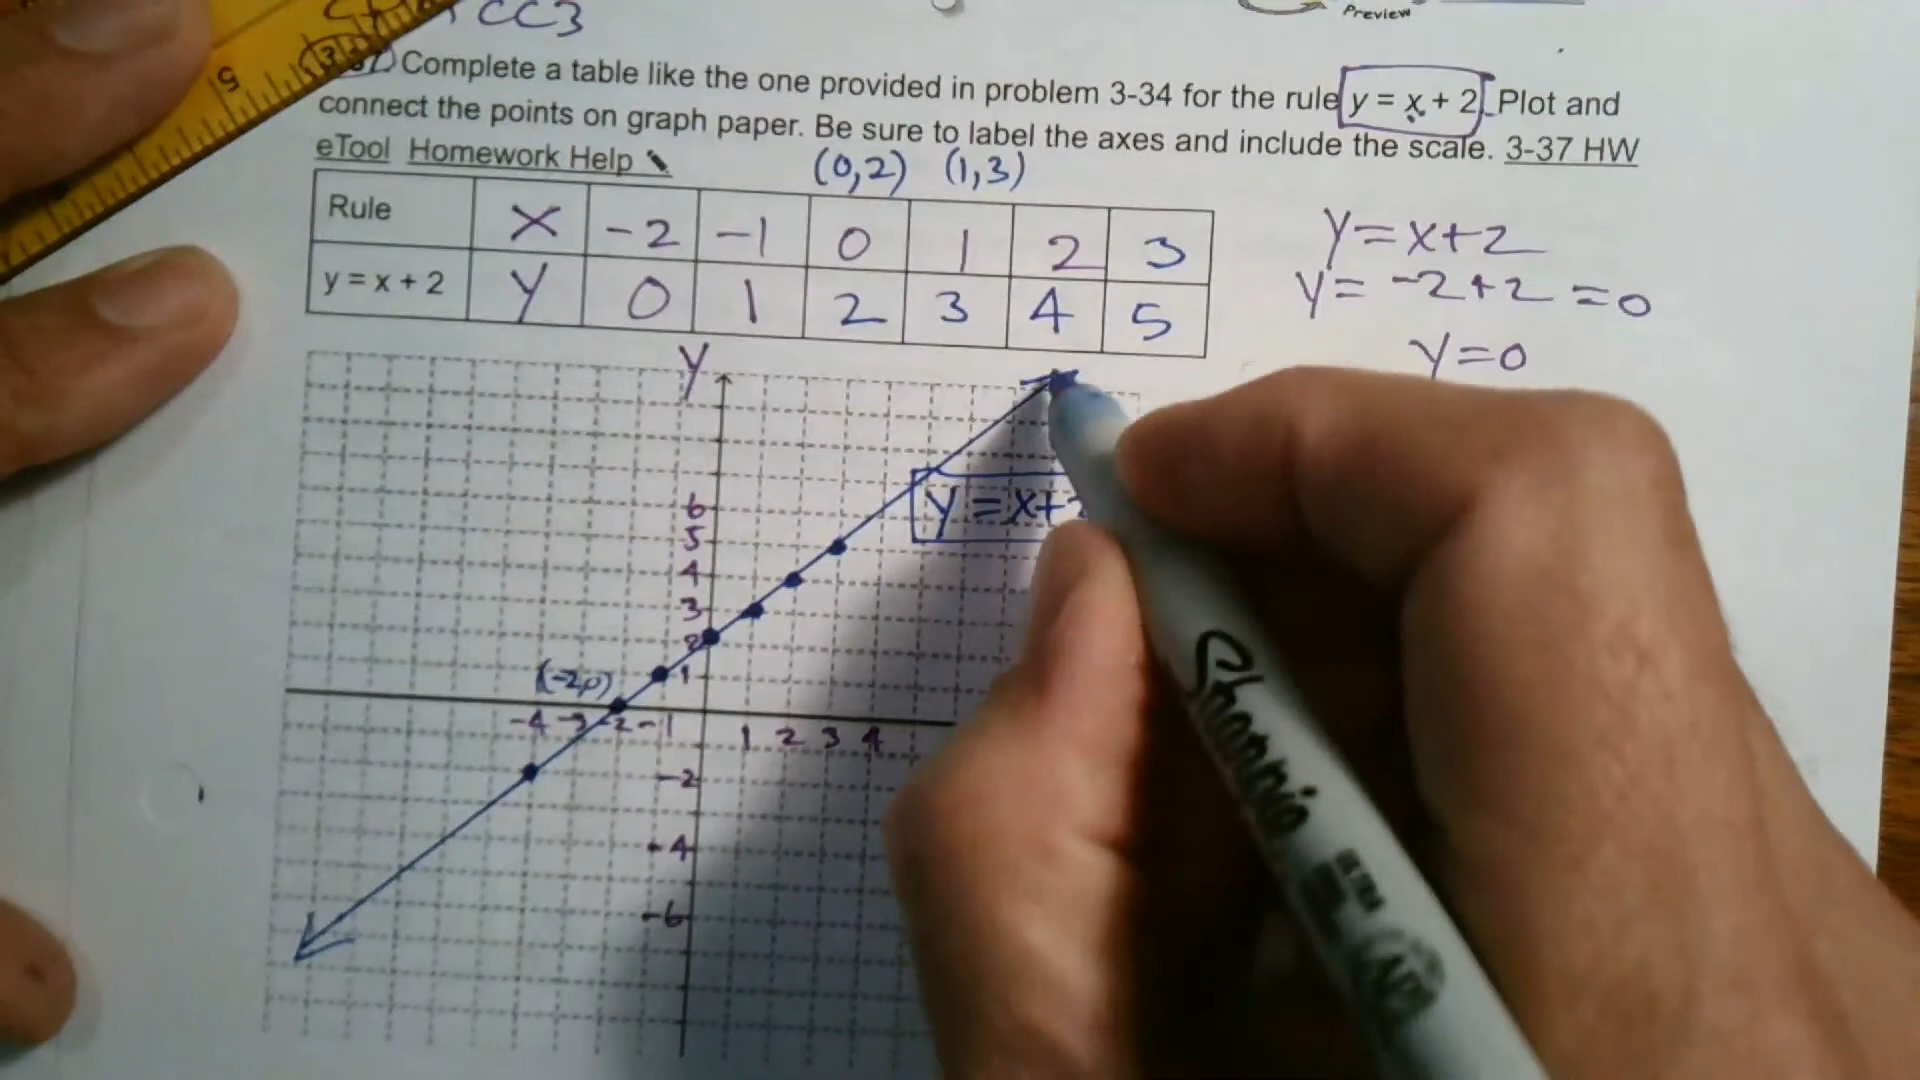 CC3
Preview
3-37 Complete a table like the one provided in problem 3-34 for the rule y = x + 2. Plot and
connect the points on graph paper. Be sure to label the axes and include the scale. 3-37 HW
eTool Homework Help
(0,2) (1,3)
Rule X -2 -1 0 1 2 3
y = x + 2 Y 0 1 2 3 4 5
y=x+2
y= -2+2 =0
y=0
Y
y =x+
6
5
4
3
2
1
(-2,0)
-4 -3 -2 -1 1 2 3 4
-2
-4
-6
5
Sharpie